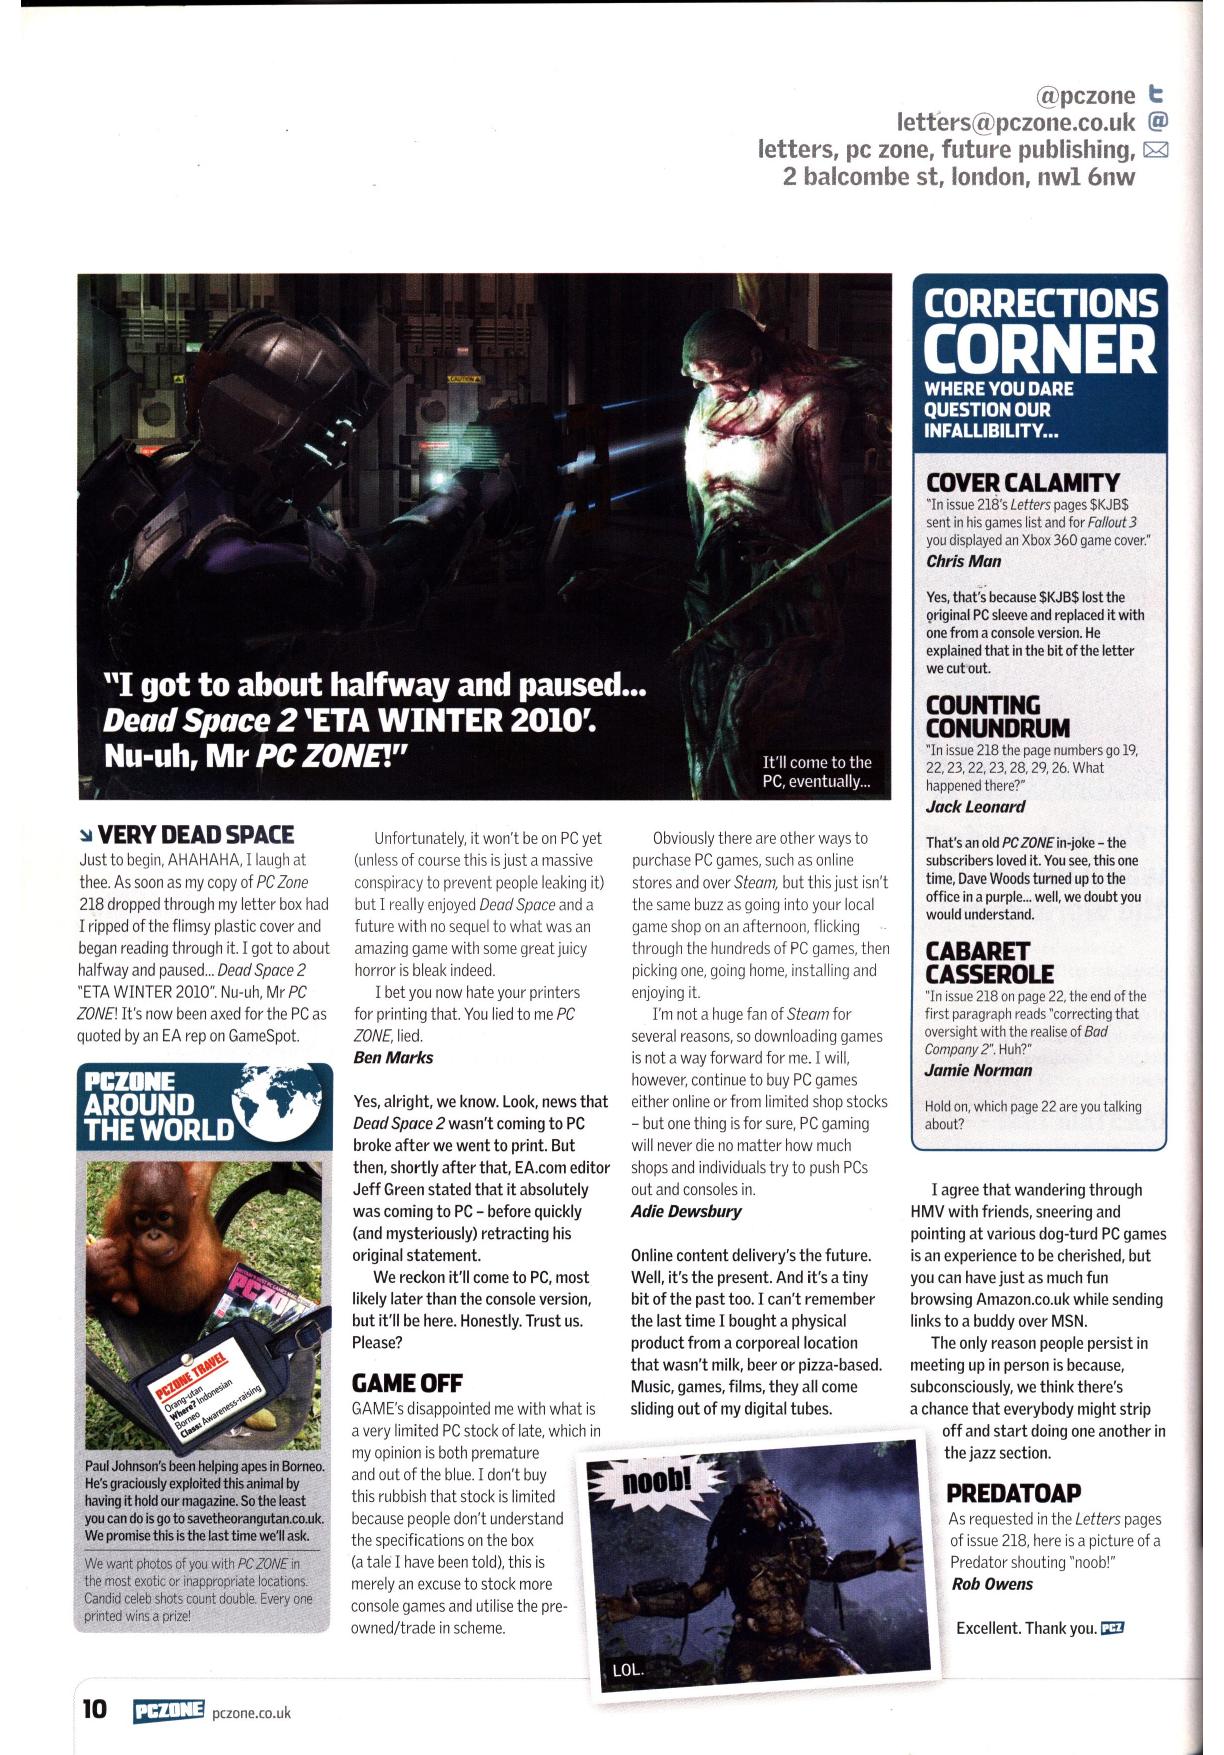 @pczone
letters@pczone.co.uk
letters, pc zone, future publishing,
2 balcombe st, london, nw1 6nw
CAUTION
"I got to about halfway and paused...
Dead Space 2 'ETA WINTER 2010'.
Nu-uh, Mr PC ZONE!"
It'll come to the
PC, eventually...
VERY DEAD SPACE
Just to begin, AHAHAHA, I laugh at
thee. As soon as my copy of PC Zone
218 dropped through my letter box had
I ripped of the flimsy plastic cover and
began reading through it. I got to about
halfway and paused... Dead Space 2
"ETA WINTER 2010". Nu-uh, Mr PC
ZONE! It's now been axed for the PC as
quoted by an EA rep on GameSpot.
Unfortunately, it won't be on PC yet
(unless of course this is just a massive
conspiracy to prevent people leaking it)
but I really enjoyed Dead Space and a
future with no sequel to what was an
amazing game with some great juicy
horror is bleak indeed.
I bet you now hate your printers
for printing that. You lied to me PC
ZONE, lied.
Ben Marks
Yes, alright, we know. Look, news that
Dead Space 2 wasn't coming to PC
broke after we went to print. But
then, shortly after that, EA.com editor
Jeff Green stated that it absolutely
was coming to PC – before quickly
(and mysteriously) retracting his
original statement.
We reckon it'll come to PC, most
likely later than the console version,
but it'll be here. Honestly. Trust us.
Please?
GAME OFF
GAME's disappointed me with what is
a very limited PC stock of late, which in
my opinion is both premature
and out of the blue. I don't buy
this rubbish that stock is limited
because people don't understand
the specifications on the box
(a tale I have been told), this is
merely an excuse to stock more
console games and utilise the pre-
owned/trade in scheme.
Obviously there are other ways to
purchase PC games, such as online
stores and over Steam, but this just isn't
the same buzz as going into your local
game shop on an afternoon, flicking
through the hundreds of PC games, then
picking one, going home, installing and
enjoying it.
I'm not a huge fan of Steam for
several reasons, so downloading games
is not a way forward for me. I will,
however, continue to buy PC games
either online or from limited shop stocks
– but one thing is for sure, PC gaming
will never die no matter how much
shops and individuals try to push PCs
out and consoles in.
Adie Dewsbury
Online content delivery's the future.
Well, it's the present. And it's a tiny
bit of the past too. I can't remember
the last time I bought a physical
product from a corporeal location
that wasn't milk, beer or pizza-based.
Music, games, films, they all come
sliding out of my digital tubes.
I agree that wandering through
HMV with friends, sneering and
pointing at various dog-turd PC games
is an experience to be cherished, but
you can have just as much fun
browsing Amazon.co.uk while sending
links to a buddy over MSN.
The only reason people persist in
meeting up in person is because,
subconsciously, we think there's
a chance that everybody might strip
off and start doing one another in
the jazz section.
PREDATOAP
As requested in the Letters pages
of issue 218, here is a picture of a
Predator shouting "noob!"
Rob Owens
Excellent. Thank you. PCZ
noob!
LOL.
CORRECTIONS
CORNER
WHERE YOU DARE
QUESTION OUR
INFALLIBILITY...
COVER CALAMITY
"In issue 218's Letters pages $KJB$
sent in his games list and for Fallout 3
you displayed an Xbox 360 game cover."
Chris Man
Yes, that's because $KJB$ lost the
original PC sleeve and replaced it with
one from a console version. He
explained that in the bit of the letter
we cut out.
COUNTING
CONUNDRUM
"In issue 218 the page numbers go 19,
22, 23, 22, 23, 28, 29, 26. What
happened there?"
Jack Leonard
That's an old PC ZONE in-joke – the
subscribers loved it. You see, this one
time, Dave Woods turned up to the
office in a purple... well, we doubt you
would understand.
CABARET
CASSEROLE
"In issue 218 on page 22, the end of the
first paragraph reads "correcting that
oversight with the realise of Bad
Company 2". Huh?"
Jamie Norman
Hold on, which page 22 are you talking
about?
PCZONE
AROUND
THE WORLD
PCZONE
PCZONE TRAVEL
Orang-utan
Where? Indonesian
Borneo
Class: Awareness-raising
Paul Johnson's been helping apes in Borneo.
He's graciously exploited this animal by
having it hold our magazine. So the least
you can do is go to savetheorangutan.co.uk.
We promise this is the last time we'll ask.
We want photos of you with PC ZONE in
the most exotic or inappropriate locations.
Candid celeb shots count double. Every one
printed wins a prize!
10 PCZONE pczone.co.uk